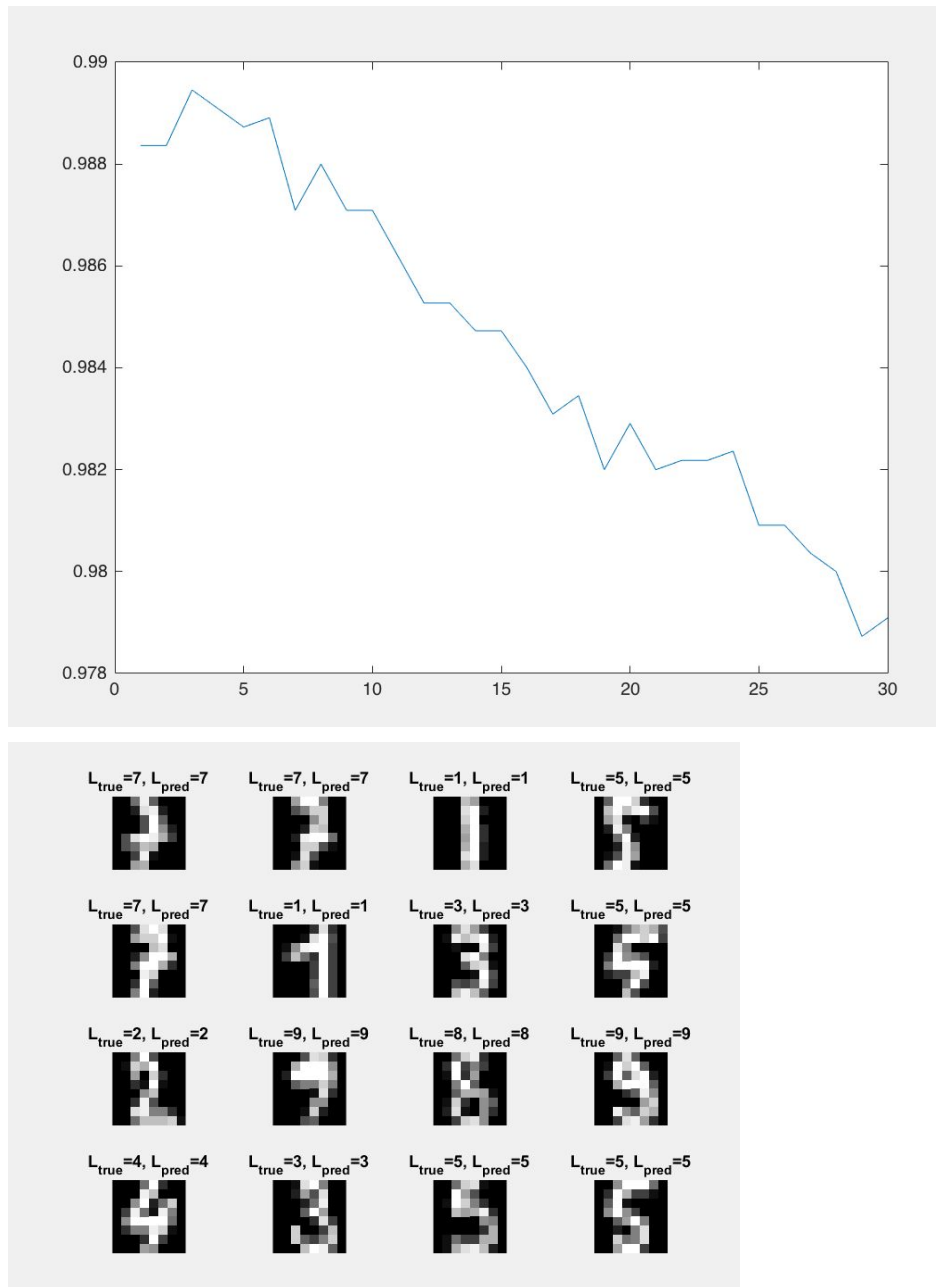 0.99
0.988
0.986
0.984
0.982
0.98
0.978
0 5 10 15 20 25 30
L_true=7, L_pred=7 L_true=7, L_pred=7 L_true=1, L_pred=1 L_true=5, L_pred=5
L_true=7, L_pred=7 L_true=1, L_pred=1 L_true=3, L_pred=3 L_true=5, L_pred=5
L_true=2, L_pred=2 L_true=9, L_pred=9 L_true=8, L_pred=8 L_true=9, L_pred=9
L_true=4, L_pred=4 L_true=3, L_pred=3 L_true=5, L_pred=5 L_true=5, L_pred=5